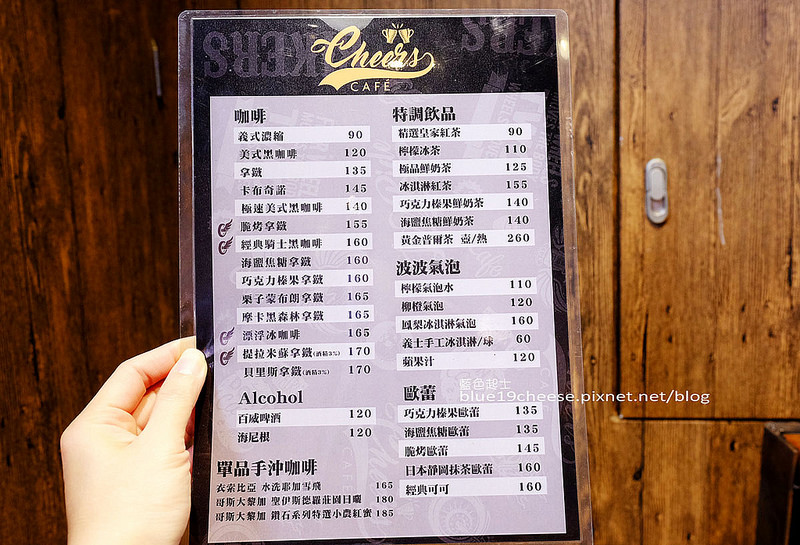 Cheers
CAFÉ
咖啡
義式濃縮 90
美式黑咖啡 120
拿鐵 135
卡布奇諾 145
極速美式黑咖啡 140
脆烤拿鐵 155
經典騎士黑咖啡 160
海鹽焦糖拿鐵 160
巧克力榛果拿鐵 160
栗子蒙布朗拿鐵 165
摩卡黑森林拿鐵 165
漂浮冰咖啡 165
提拉米蘇拿鐵(酒精3%) 170
貝里斯拿鐵(酒精3%) 170
Alcohol
百威啤酒 120
海尼根 120
單品手沖咖啡
衣索比亞 水洗耶加雪飛 165
哥斯大黎加 聖伊斯德羅莊園日曬 180
哥斯大黎加 鑽石系列特選小農紅蜜 185
特調飲品
精選皇家紅茶 90
檸檬冰茶 110
極品鮮奶茶 125
冰淇淋紅茶 155
巧克力榛果鮮奶茶 140
海鹽焦糖鮮奶茶 140
黃金普爾茶 壺/熱 260
波波氣泡
檸檬氣泡水 110
柳橙氣泡 120
鳳梨冰淇淋氣泡 160
義士手工冰淇淋/球 60
蘋果汁 120
歐蕾
巧克力榛果歐蕾 135
海鹽焦糖歐蕾 135
脆烤歐蕾 145
日本靜岡抹茶歐蕾 160
經典可可 160
藍色起士
blue19cheese.pixnet.net/blog